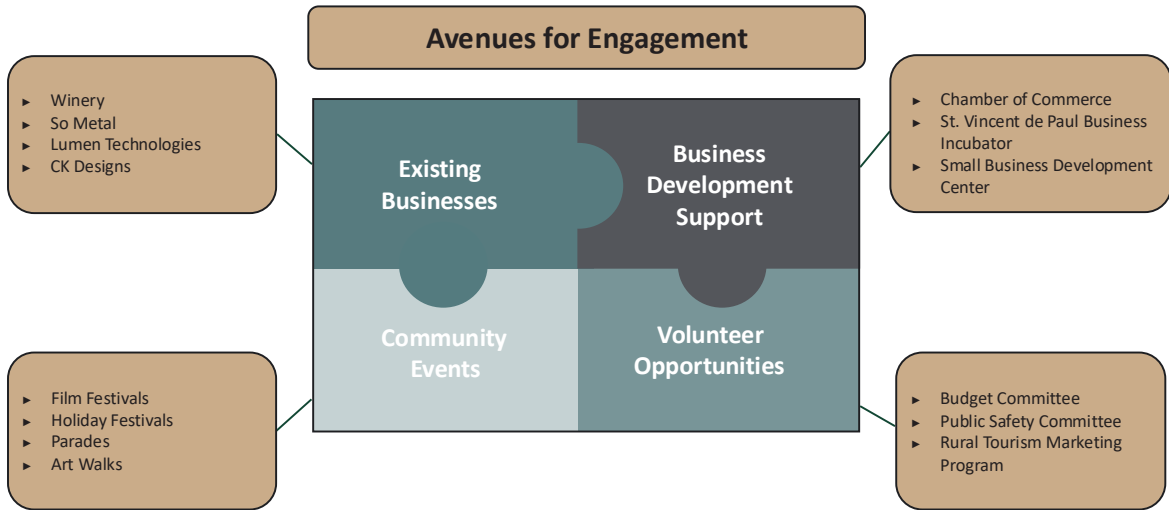 Avenues for Engagement
► Winery
► So Metal
► Lumen Technologies
► CK Designs
Existing
Businesses
Business
Development
Support
► Chamber of Commerce
► St. Vincent de Paul Business
Incubator
► Small Business Development
Center
► Film Festivals
► Holiday Festivals
► Parades
► Art Walks
Community
Events
Volunteer
Opportunities
► Budget Committee
► Public Safety Committee
► Rural Tourism Marketing
Program